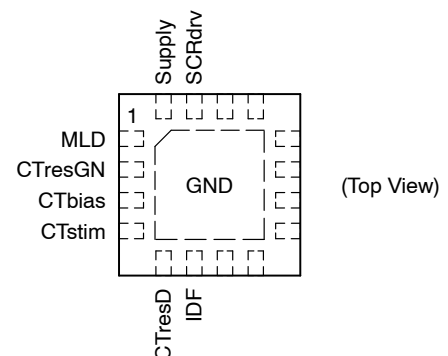 Supply
SCRdrv
1
MLD
CTresGN
CTbias
CTstim
GND
(Top View)
CTresD
IDF